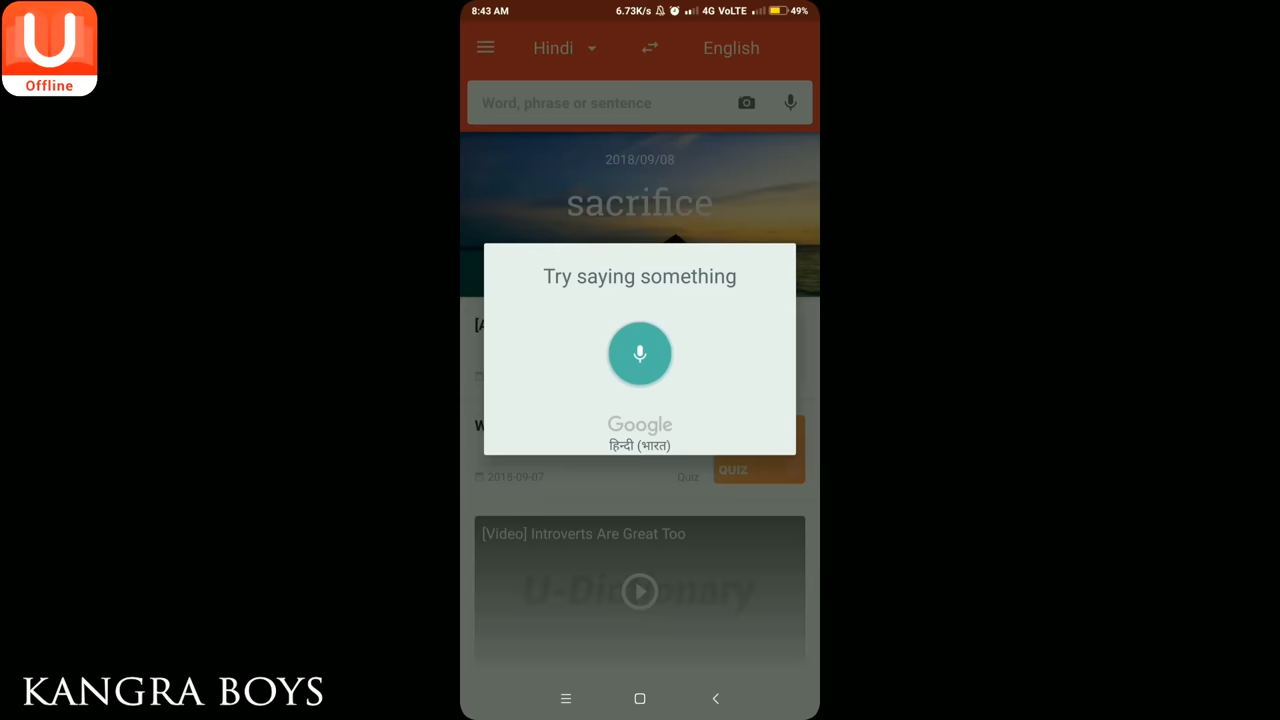 U
Offline
8:43 AM 6.73K/s 4G VoLTE 49%
Hindi English
Word, phrase or sentence
2018/09/08
sacrifice
Try saying something
Google
हिन्दी (भारत)
QUIZ
2018-09-07 Quiz
[Video] Introverts Are Great Too
U-Dictionary
KANGRA BOYS